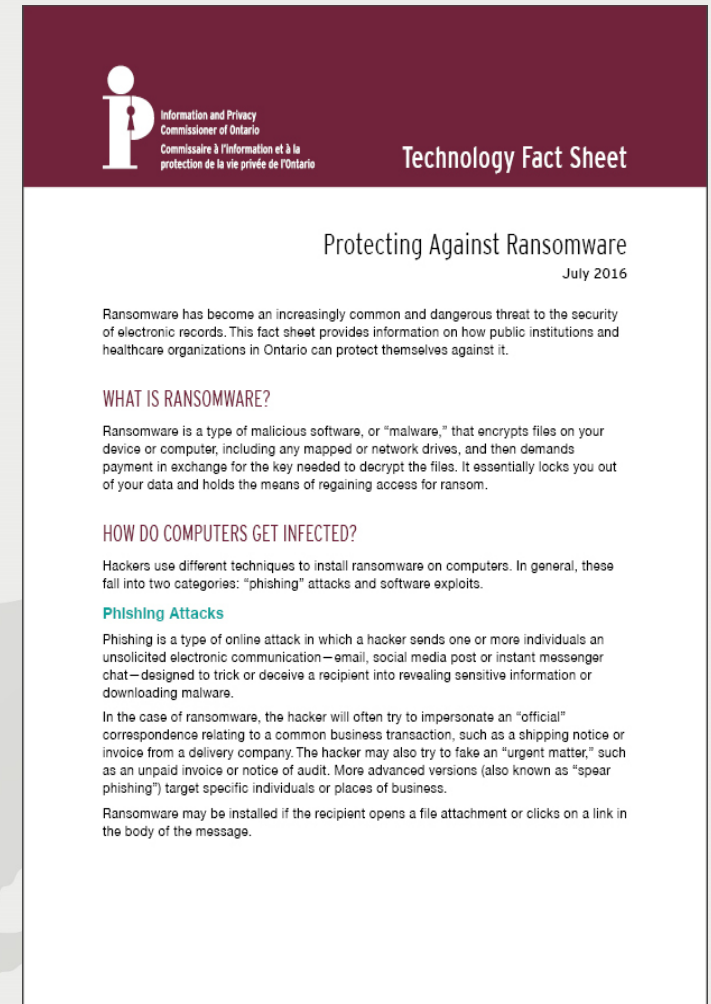 Information and Privacy
Commissioner of Ontario
Commissaire à l'information et à la
protection de la vie privée de l'Ontario
Technology Fact Sheet
Protecting Against Ransomware
July 2016
Ransomware has become an increasingly common and dangerous threat to the security
of electronic records. This fact sheet provides information on how public institutions and
healthcare organizations in Ontario can protect themselves against it.
WHAT IS RANSOMWARE?
Ransomware is a type of malicious software, or “malware,” that encrypts files on your
device or computer, including any mapped or network drives, and then demands
payment in exchange for the key needed to decrypt the files. It essentially locks you out
of your data and holds the means of regaining access for ransom.
HOW DO COMPUTERS GET INFECTED?
Hackers use different techniques to install ransomware on computers. In general, these
fall into two categories: “phishing” attacks and software exploits.
Phishing Attacks
Phishing is a type of online attack in which a hacker sends one or more individuals an
unsolicited electronic communication—email, social media post or instant messenger
chat—designed to trick or deceive a recipient into revealing sensitive information or
downloading malware.
In the case of ransomware, the hacker will often try to impersonate an “official”
correspondence relating to a common business transaction, such as a shipping notice or
invoice from a delivery company. The hacker may also try to fake an “urgent matter,” such
as an unpaid invoice or notice of audit. More advanced versions (also known as “spear
phishing”) target specific individuals or places of business.
Ransomware may be installed if the recipient opens a file attachment or clicks on a link in
the body of the message.